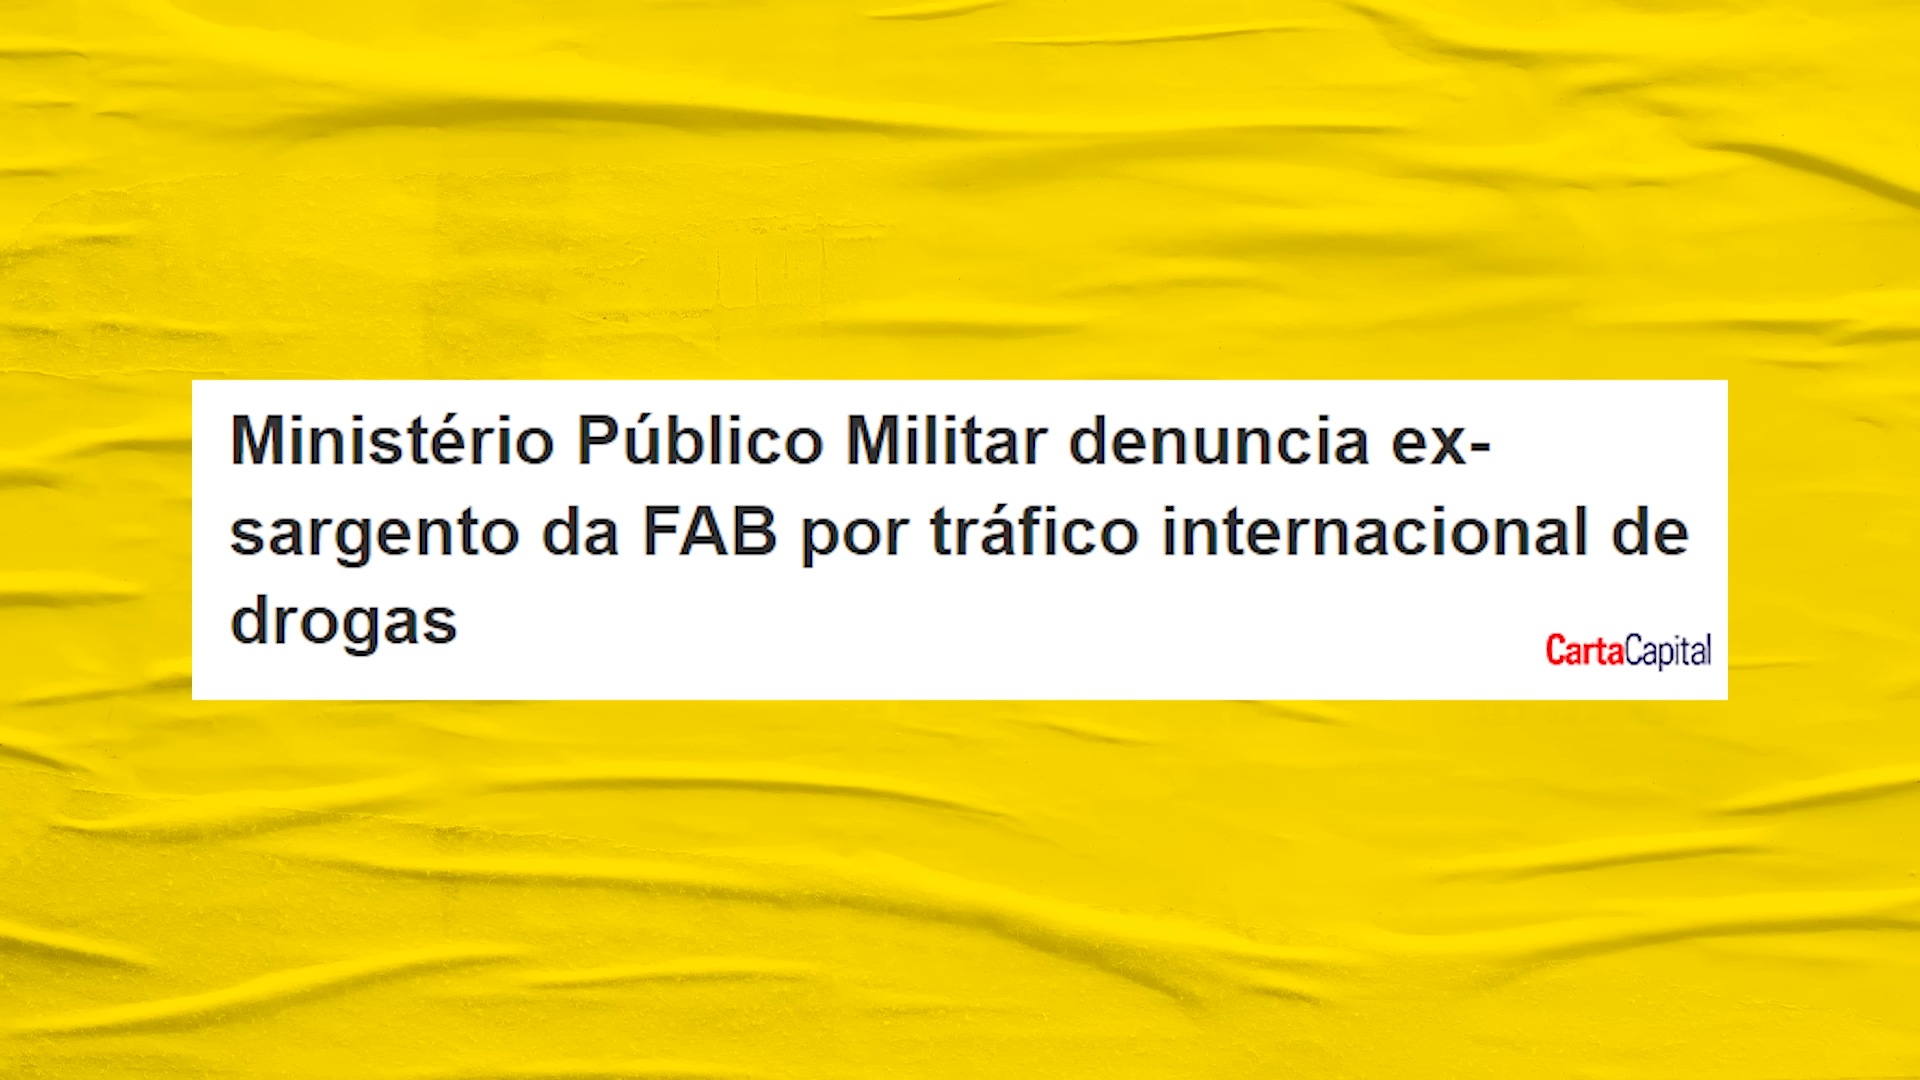 Ministério Público Militar denuncia ex-
sargento da FAB por tráfico internacional de
drogas
CartaCapital